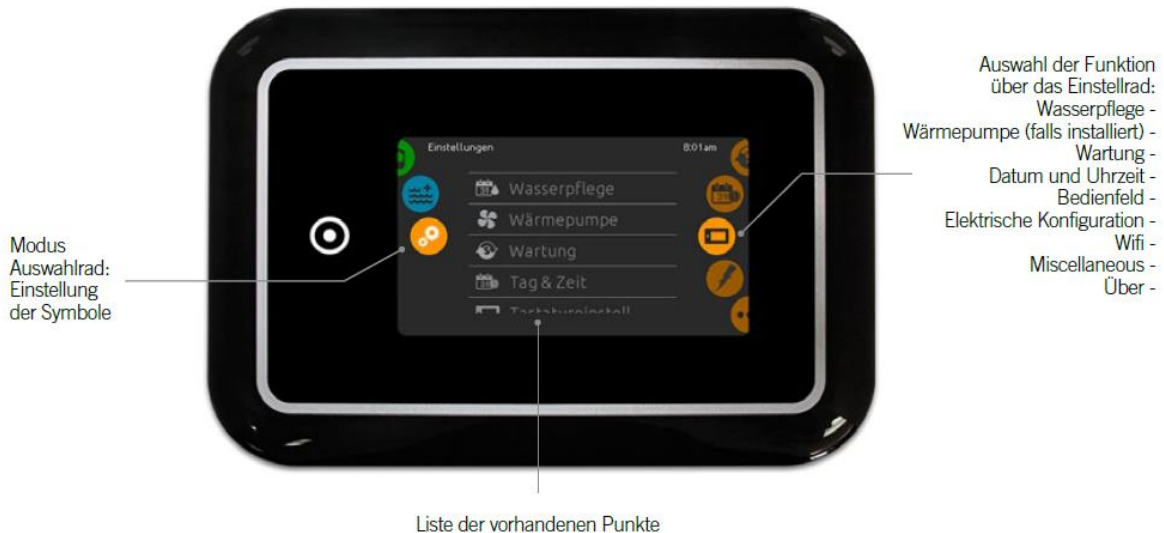 Auswahl der Funktion
über das Einstellrad:
Wasserpflege -
Wärmepumpe (falls installiert) -
Wartung -
Datum und Uhrzeit -
Bedienfeld -
Elektrische Konfiguration -
Wifi -
Miscellaneous -
Über -
Einstellungen
8:01am
Wasserpflege
Wärmepumpe
Wartung
Tag & Zeit
Tastatureinstell
Modus
Auswahlrad:
Einstellung
der Symbole
Liste der vorhandenen Punkte